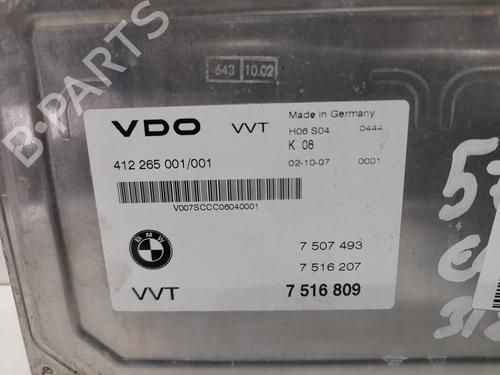 B-PARTS
643 10.02
VDO VVT
Made in Germany
H06 S04 0444
K 08
412 265 001/001
02-10-07 0001
V007SCCC06040001
BMW
7 507 493
7 516 207
VVT 7 516 809